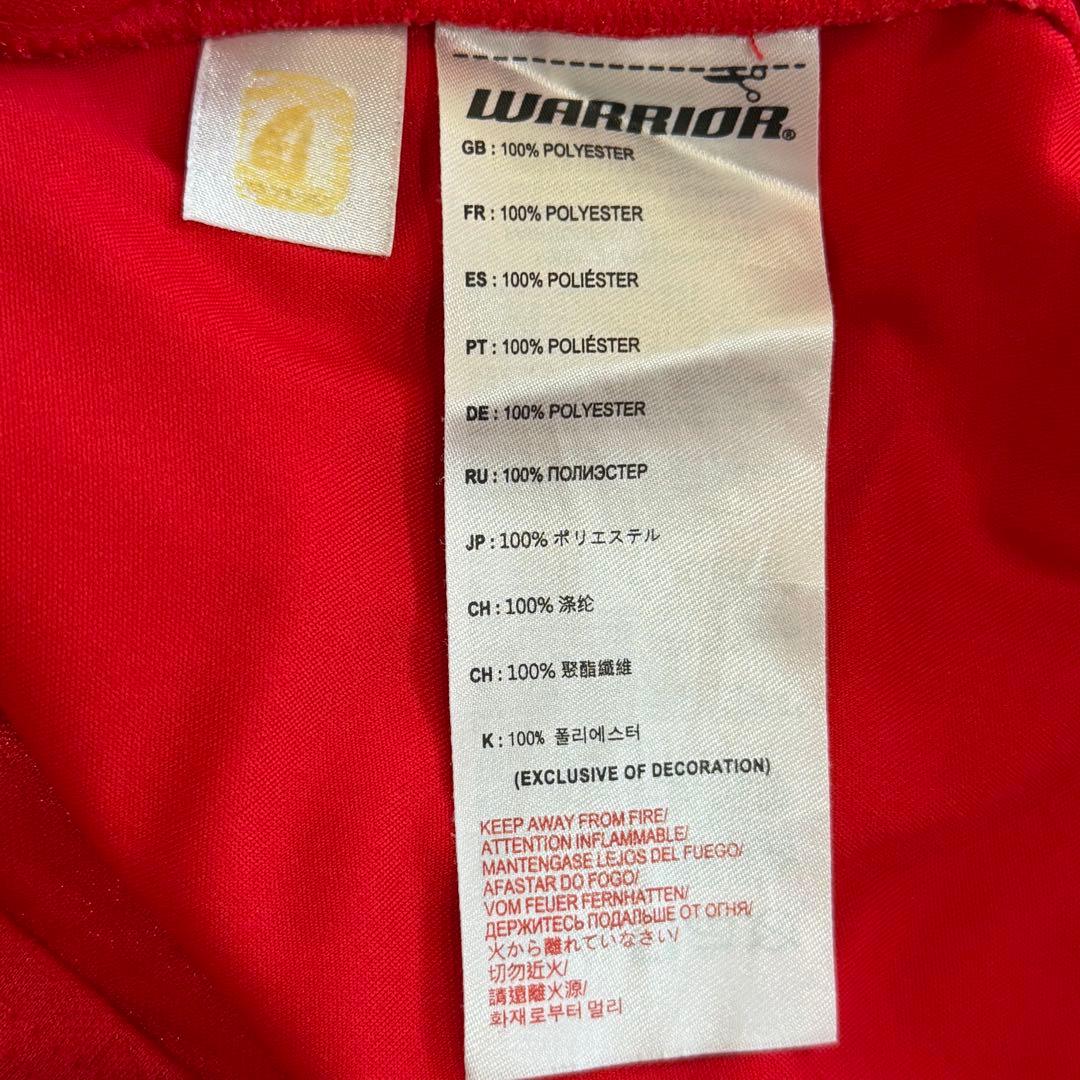 WARRIOR®
GB : 100% POLYESTER
FR : 100% POLYESTER
ES : 100% POLIÉSTER
PT : 100% POLIÉSTER
DE : 100% POLYESTER
RU : 100% ПОЛИЭСТЕР
JP : 100% ポリエステル
CH : 100% 涤纶
CH : 100% 聚酯纖維
K : 100% 폴리에스터
(EXCLUSIVE OF DECORATION)
KEEP AWAY FROM FIRE/
ATTENTION INFLAMMABLE/
MANTENGASE LEJOS DEL FUEGO/
AFASTAR DO FOGO/
VOM FEUER FERNHATTEN/
ДЕРЖИТЕСЬ ПОДАЛЬШЕ ОТ ОГНЯ/
火から離れていなさい/
切勿近火/
請遠離火源/
화재로부터 멀리